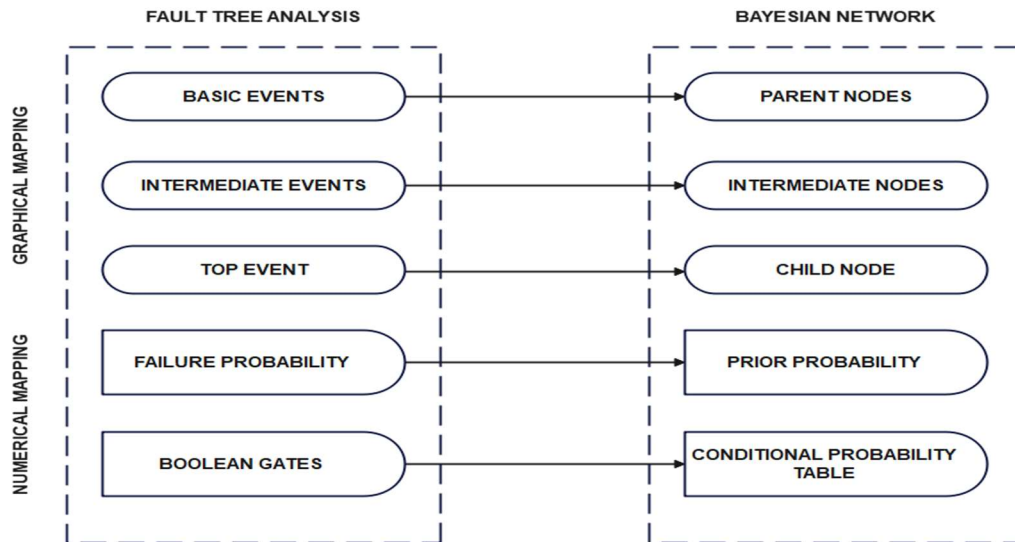 FAULT TREE ANALYSIS
BAYESIAN NETWORK
GRAPHICAL MAPPING
BASIC EVENTS
PARENT NODES
INTERMEDIATE EVENTS
INTERMEDIATE NODES
TOP EVENT
CHILD NODE
NUMERICAL MAPPING
FAILURE PROBABILITY
PRIOR PROBABILITY
BOOLEAN GATES
CONDITIONAL PROBABILITY
TABLE